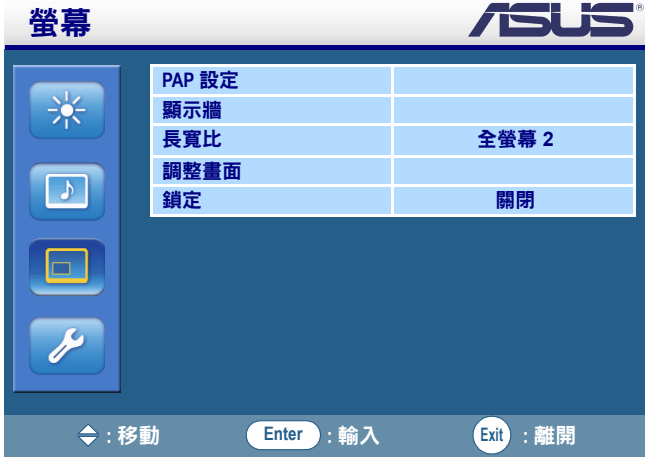 螢幕
ASUS®
PAP 設定
顯示牆
長寬比 全螢幕 2
調整畫面
鎖定 關閉
: 移動 Enter : 輸入 Exit : 離開